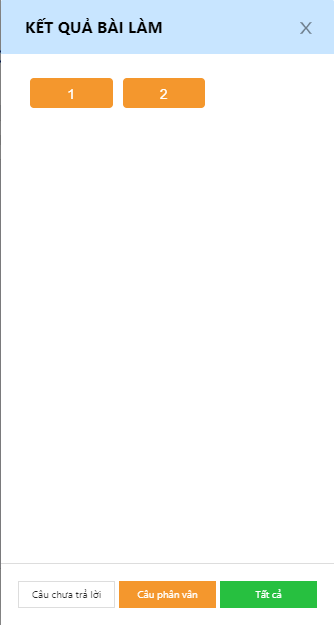 KẾT QUẢ BÀI LÀM X
1 2
Câu chưa trả lời Câu phân vân Tất cả